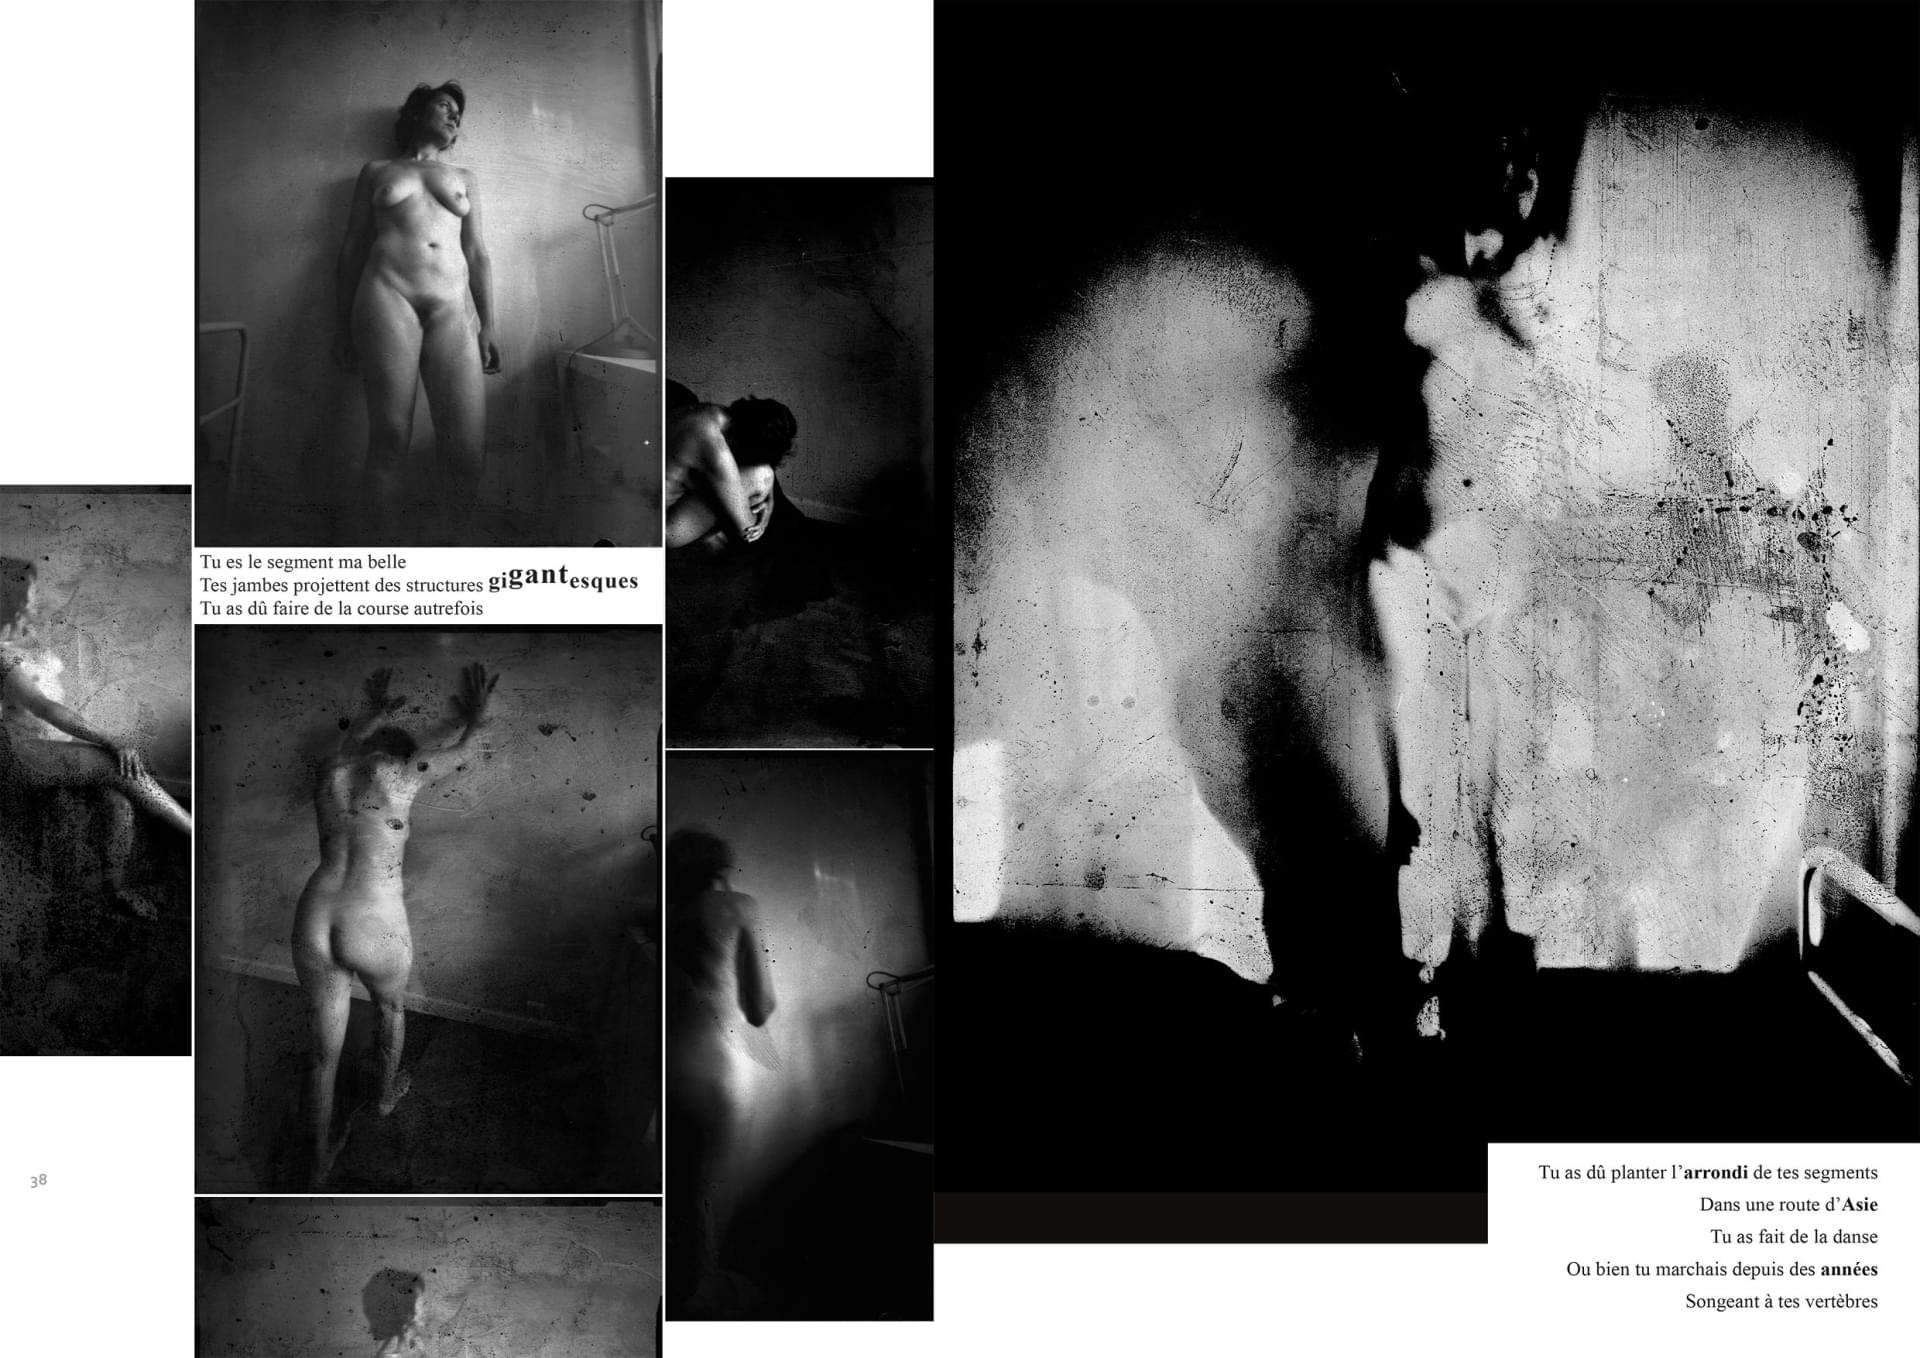 Tu es le segment ma belle
Tes jambes projettent des structures gigantesques
Tu as dû faire de la course autrefois
38
Tu as dû planter l’arrondi de tes segments
Dans une route d’Asie
Tu as fait de la danse
Ou bien tu marchais depuis des années
Songeant à tes vertèbres